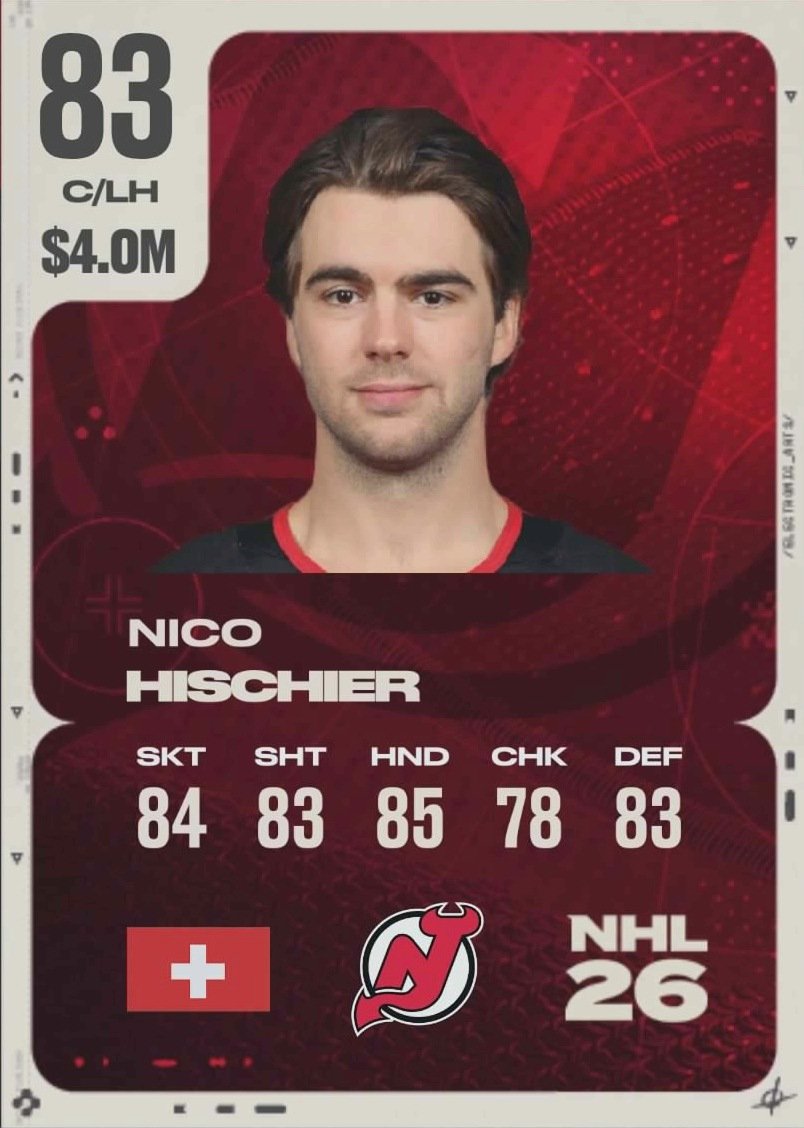 83
C/LH
$4.0M
NICO
HISCHIER
SKT SHT HND CHK DEF
84 83 85 78 83
NHL
26